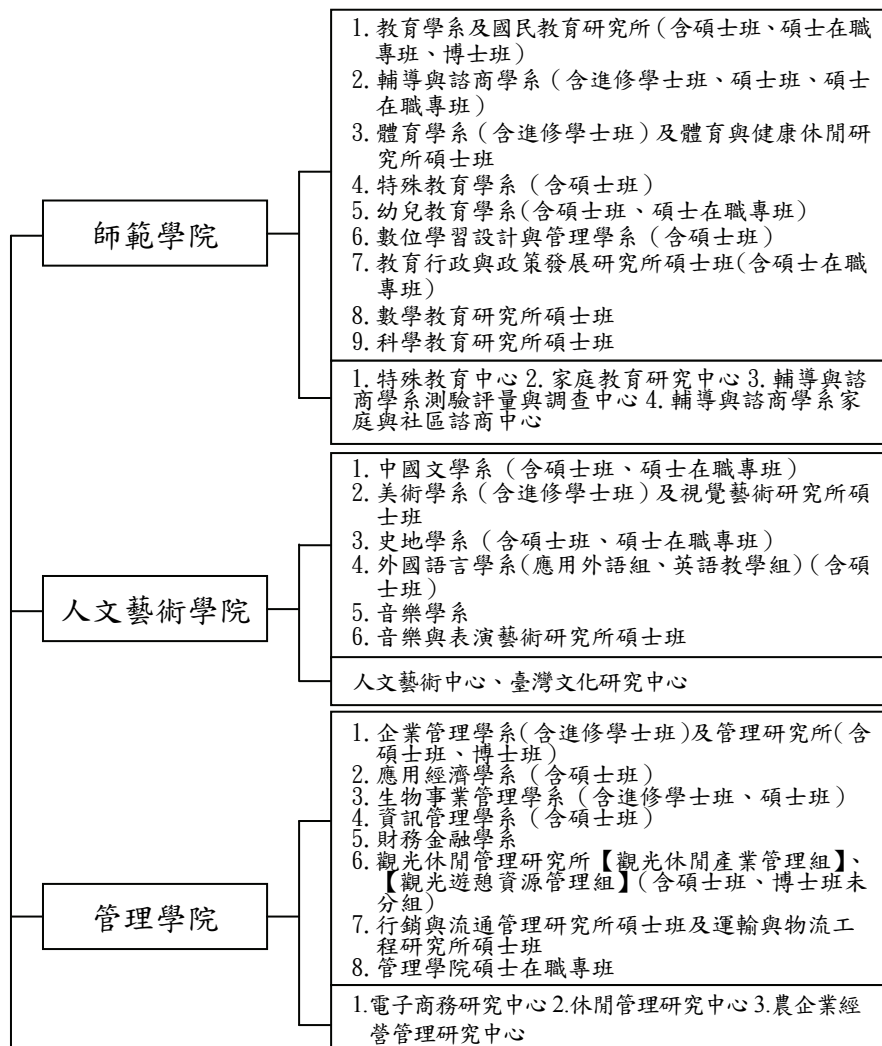 師範學院
1. 教育學系及國民教育研究所(含碩士班、碩士在職
專班、博士班)
2. 輔導與諮商學系(含進修學士班、碩士班、碩士
在職專班)
3. 體育學系(含進修學士班)及體育與健康休閒研
究所碩士班
4. 特殊教育學系(含碩士班)
5. 幼兒教育學系(含碩士班、碩士在職專班)
6. 數位學習設計與管理學系(含碩士班)
7. 教育行政與政策發展研究所碩士班(含碩士在職
專班)
8. 數學教育研究所碩士班
9. 科學教育研究所碩士班
1. 特殊教育中心 2. 家庭教育研究中心 3. 輔導與諮
商學系測驗評量與調查中心 4. 輔導與諮商學系家
庭與社區諮商中心
人文藝術學院
1. 中國文學系(含碩士班、碩士在職專班)
2. 美術學系(含進修學士班)及視覺藝術研究所碩
士班
3. 史地學系(含碩士班、碩士在職專班)
4. 外國語言學系(應用外語組、英語教學組)(含碩
士班)
5. 音樂學系
6. 音樂與表演藝術研究所碩士班
人文藝術中心、臺灣文化研究中心
管理學院
1. 企業管理學系(含進修學士班)及管理研究所(含
碩士班、博士班)
2. 應用經濟學系(含碩士班)
3. 生物事業管理學系(含進修學士班、碩士班)
4. 資訊管理學系(含碩士班)
5. 財務金融學系
6. 觀光休閒管理研究所【觀光休閒產業管理組】、
【觀光遊憩資源管理組】(含碩士班、博士班未
分組)
7. 行銷與流通管理研究所碩士班及運輸與物流工
程研究所碩士班
8. 管理學院碩士在職專班
1.電子商務研究中心 2.休閒管理研究中心 3.農企業經
營管理研究中心